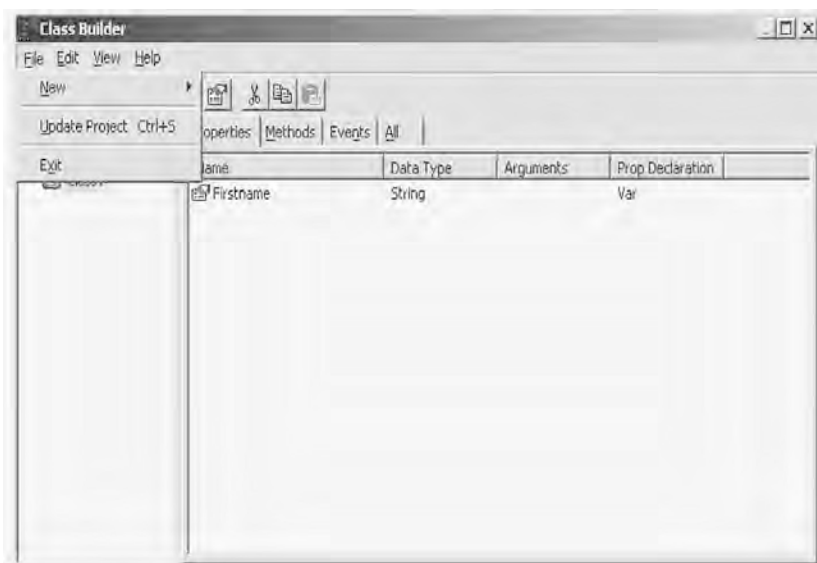 Class Builder
File Edit View Help
New
Update Project Ctrl+S
Exit
operties Methods Events All
Name Data Type Arguments Prop Declaration
Firstname String Var